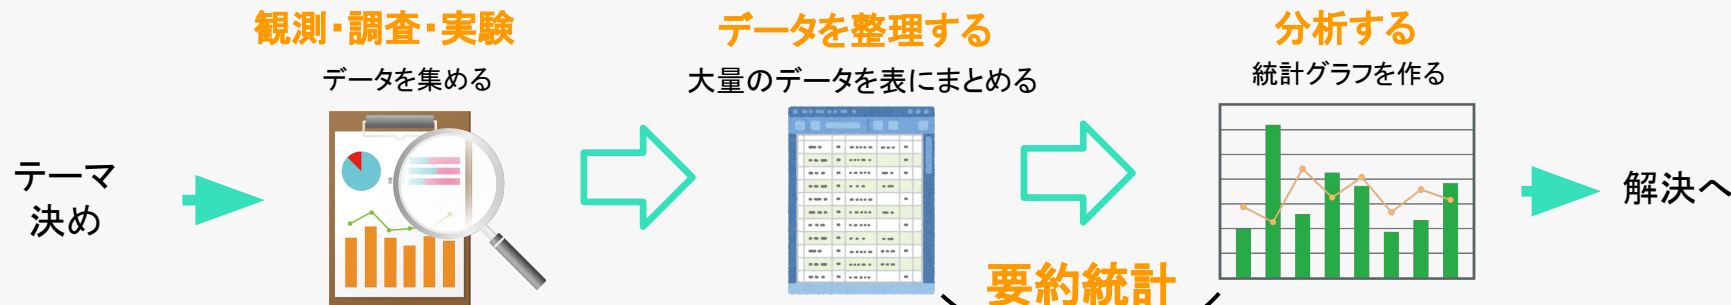 観測・調査・実験
データを集める
データを整理する
大量のデータを表にまとめる
分析する
統計グラフを作る
テーマ
決め
解決へ
要約統計